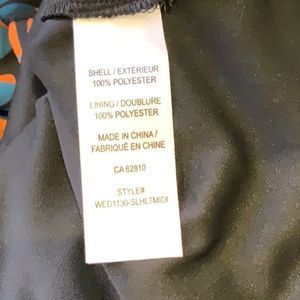 SHELL / EXTÉRIEUR
100% POLYESTER
LINING / DOUBLURE
100% POLYESTER
MADE IN CHINA /
FABRIQUÉ EN CHINE
CA 62810
STYLE#
WED1130-SLHLTMIDI